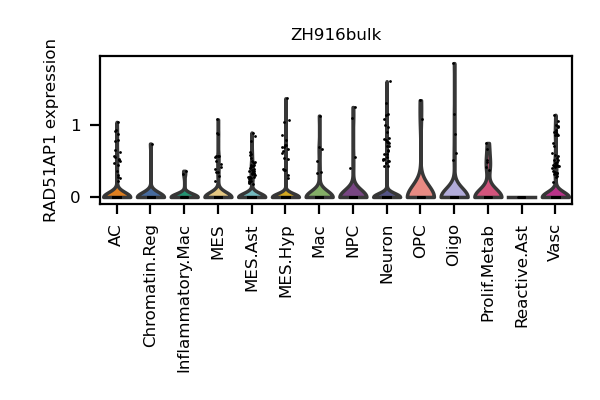 ZH916bulk
RAD51AP1 expression
1
0
AC
Chromatin.Reg
Inflammatory.Mac
MES
MES.Ast
MES.Hyp
Mac
NPC
Neuron
OPC
Oligo
Prolif.Metab
Reactive.Ast
Vasc